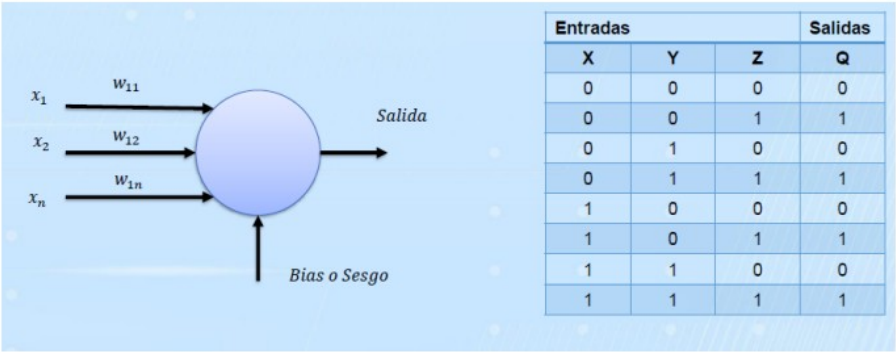 x₁ w₁₁
x₂ w₁₂
xₙ w₁ₙ
Salida
Bias o Sesgo
Entradas Salidas
X Y Z Q
0 0 0 0
0 0 1 1
0 1 0 0
0 1 1 1
1 0 0 0
1 0 1 1
1 1 0 0
1 1 1 1